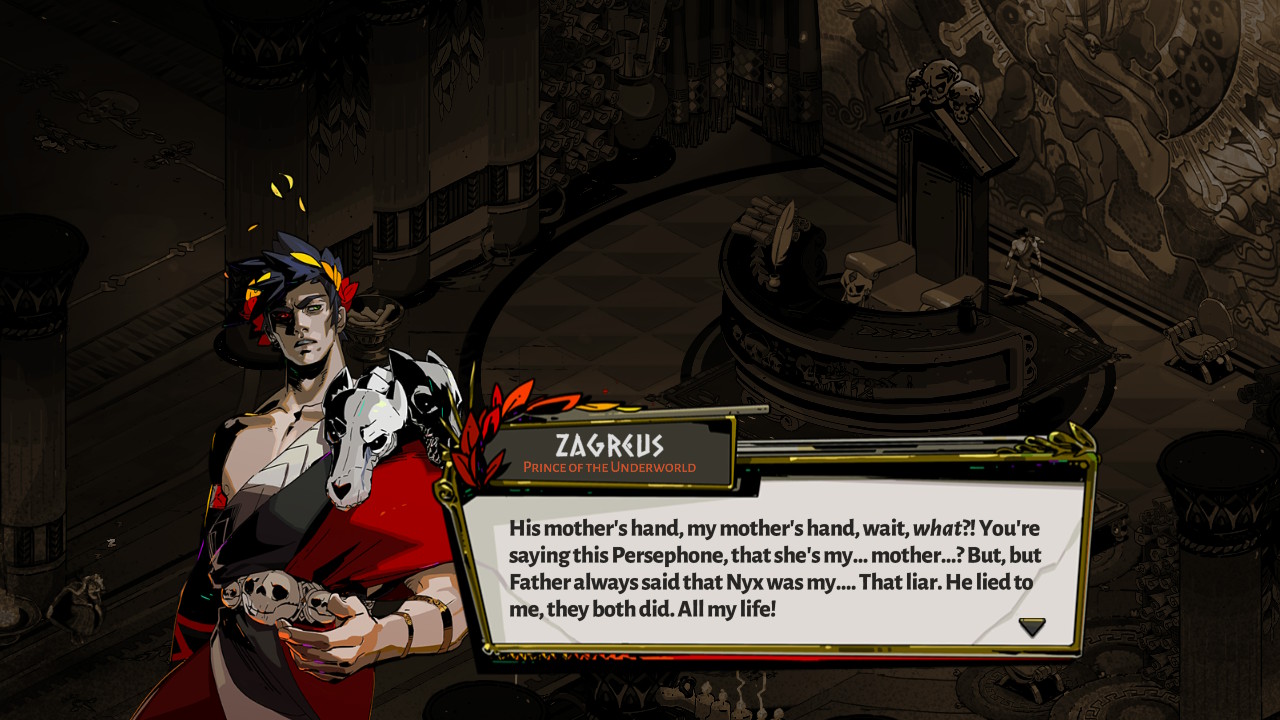 ZAGREUS
PRINCE OF THE UNDERWORLD
His mother's hand, my mother's hand, wait, what?! You're
saying this Persephone, that she's my... mother...? But, but
Father always said that Nyx was my.... That liar. He lied to
me, they both did. All my life!